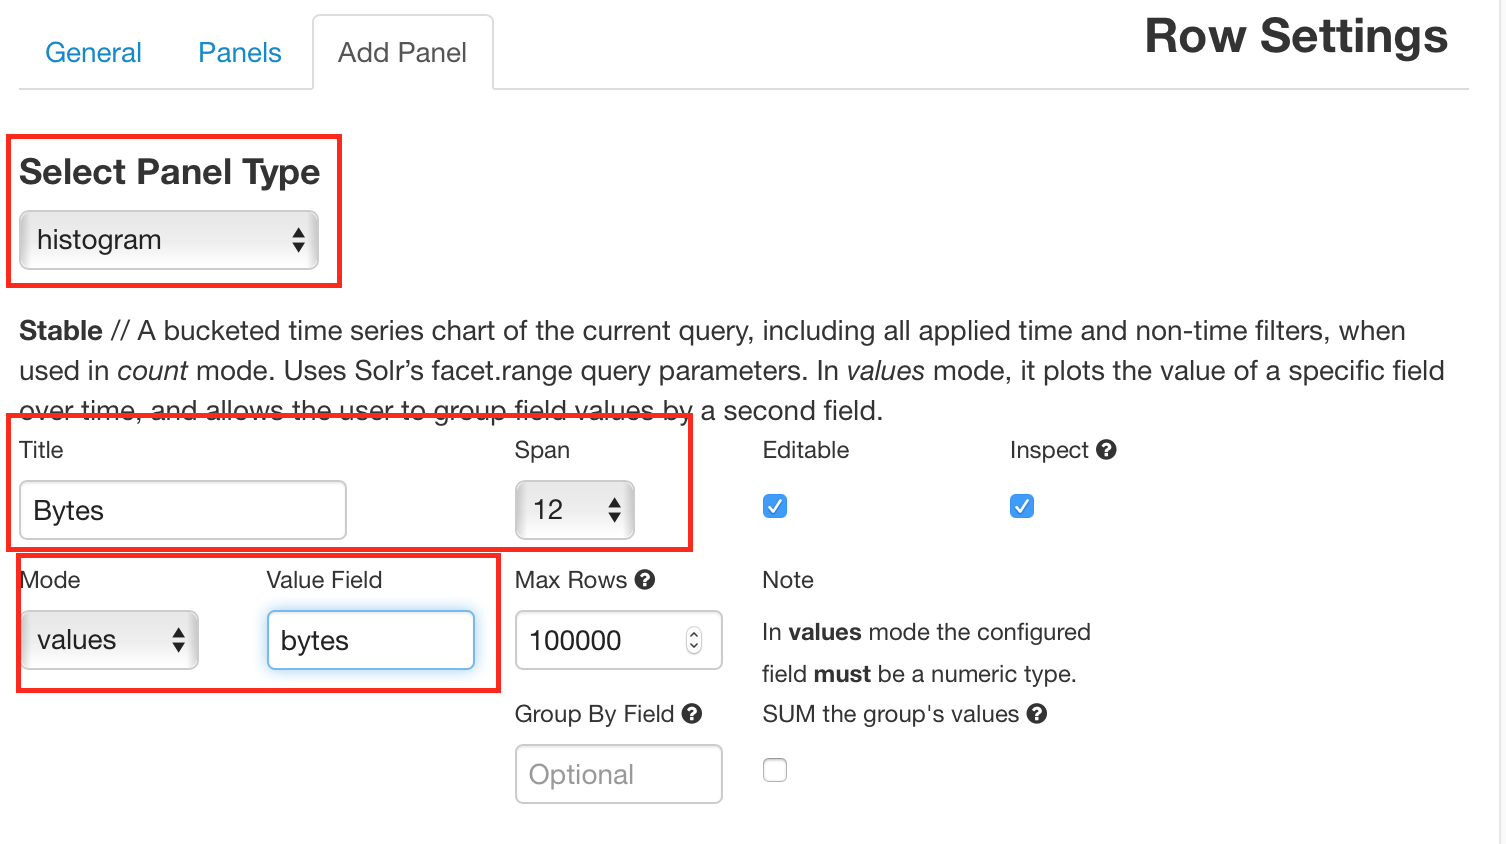 General Panels Add Panel Row Settings
Select Panel Type
histogram
Stable // A bucketed time series chart of the current query, including all applied time and non-time filters, when
used in count mode. Uses Solr’s facet.range query parameters. In values mode, it plots the value of a specific field
over time, and allows the user to group field values by a second field.
Title Span Editable Inspect
Bytes 12
Mode Value Field Max Rows Note
values bytes 100000 In values mode the configured
field must be a numeric type.
Group By Field SUM the group's values
Optional